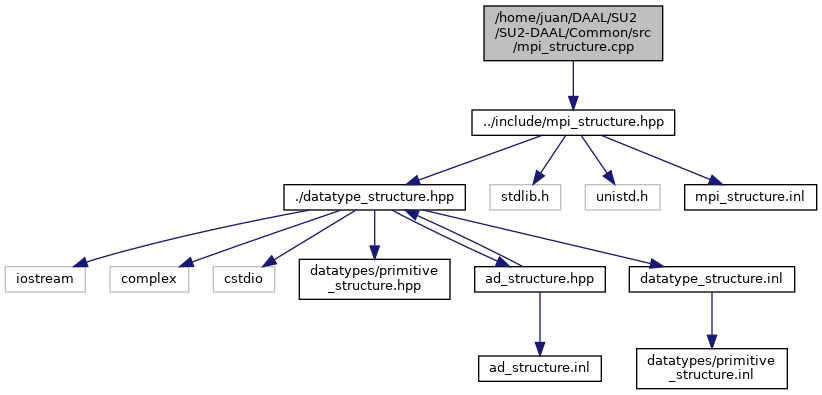 /home/juan/DAAL/SU2
/SU2-DAAL/Common/src
/mpi_structure.cpp
../include/mpi_structure.hpp
./datatype_structure.hpp
stdlib.h
unistd.h
mpi_structure.inl
iostream
complex
cstdio
datatypes/primitive
_structure.hpp
ad_structure.hpp
datatype_structure.inl
ad_structure.inl
datatypes/primitive
_structure.inl